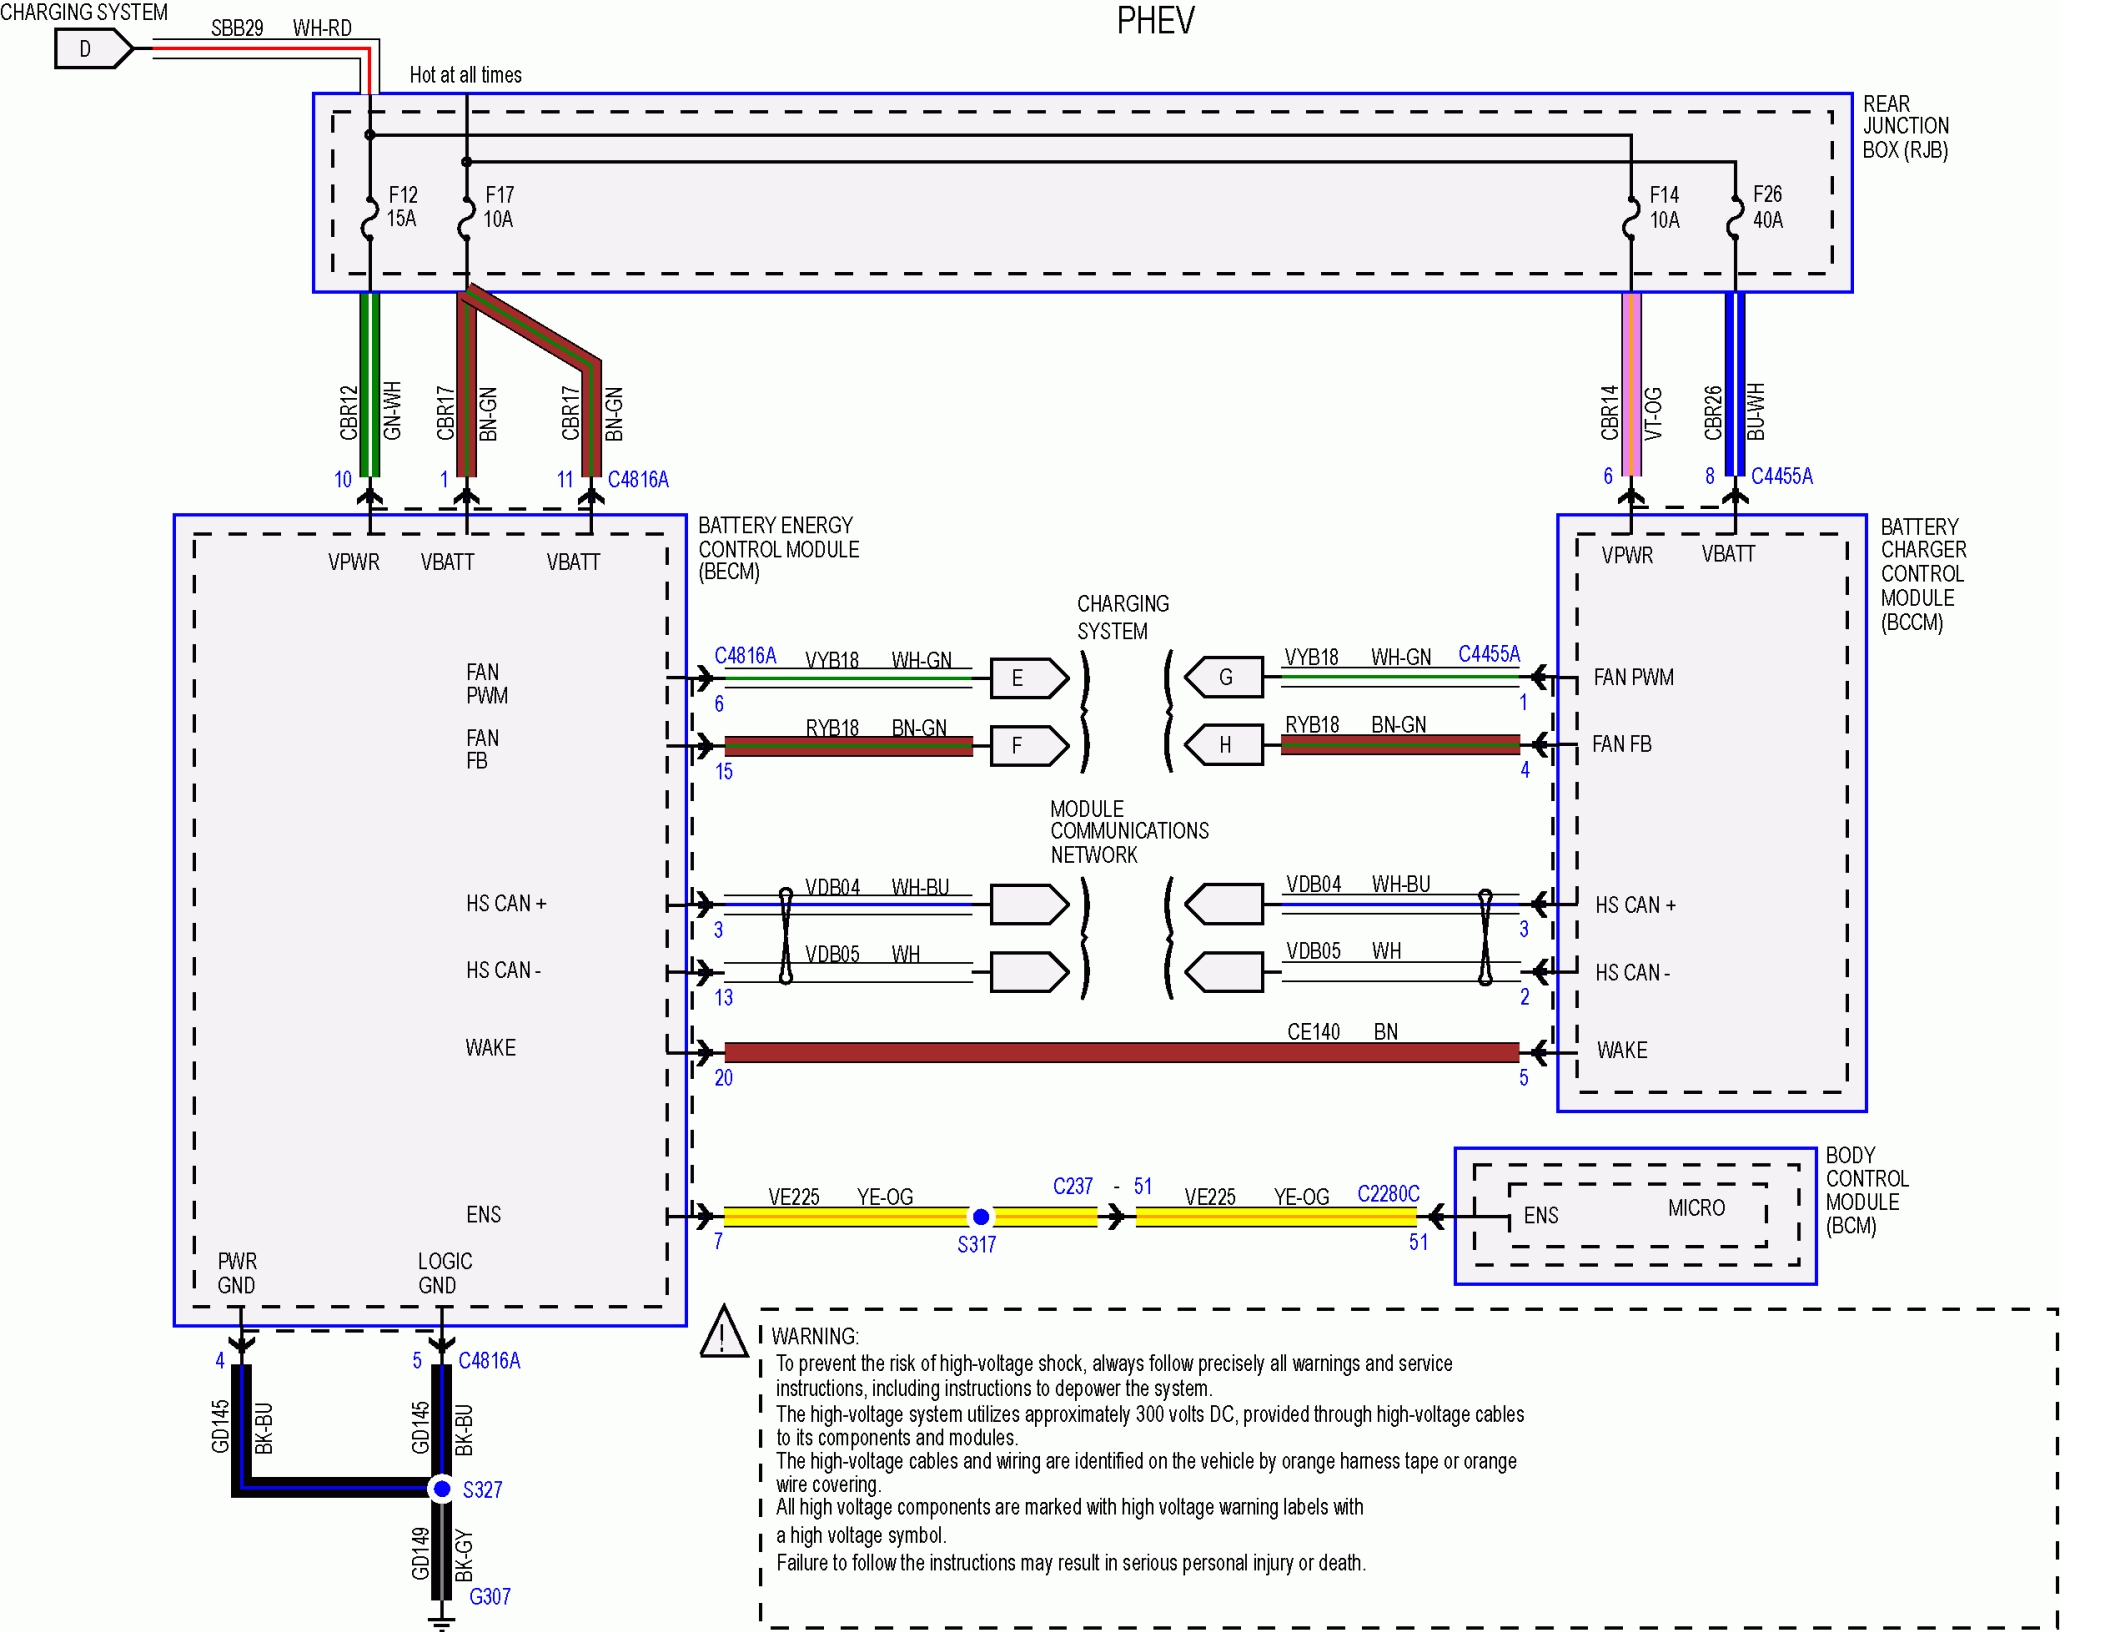 PHEV
CHARGING SYSTEM
D
SBB29 WH-RD
Hot at all times
REAR
JUNCTION
BOX (RJB)
F12
15A
F17
10A
F14
10A
F26
40A
CBR12
GN-WH
CBR17
BN-GN
CBR17
BN-GN
CBR14
VT-OG
CBR26
BU-WH
10 1 11 C4816A
6 8 C4455A
BATTERY ENERGY
CONTROL MODULE
(BECM)
VPWR VBATT VBATT
BATTERY
CHARGER
CONTROL
MODULE
(BCCM)
VPWR VBATT
CHARGING
SYSTEM
FAN
PWM
C4816A VYB18 WH-GN
6
E
G
VYB18 WH-GN C4455A
1
FAN PWM
FAN
FB
RYB18 BN-GN
15
F
H
RYB18 BN-GN
4
FAN FB
MODULE
COMMUNICATIONS
NETWORK
HS CAN +
VDB04 WH-BU
3
VDB04 WH-BU
3
HS CAN +
HS CAN -
VDB05 WH
13
VDB05 WH
2
HS CAN -
WAKE
20
CE140 BN
5
WAKE
ENS
7
VE225 YE-OG
S317
C237 - 51
VE225 YE-OG C2280C
51
ENS MICRO
BODY
CONTROL
MODULE
(BCM)
PWR
GND
LOGIC
GND
4 5 C4816A
GD145
BK-BU
GD145
BK-BU
S327
GD149
BK-GY
G307
!
WARNING:
To prevent the risk of high-voltage shock, always follow precisely all warnings and service
instructions, including instructions to depower the system.
The high-voltage system utilizes approximately 300 volts DC, provided through high-voltage cables
to its components and modules.
The high-voltage cables and wiring are identified on the vehicle by orange harness tape or orange
wire covering.
All high voltage components are marked with high voltage warning labels with
a high voltage symbol.
Failure to follow the instructions may result in serious personal injury or death.